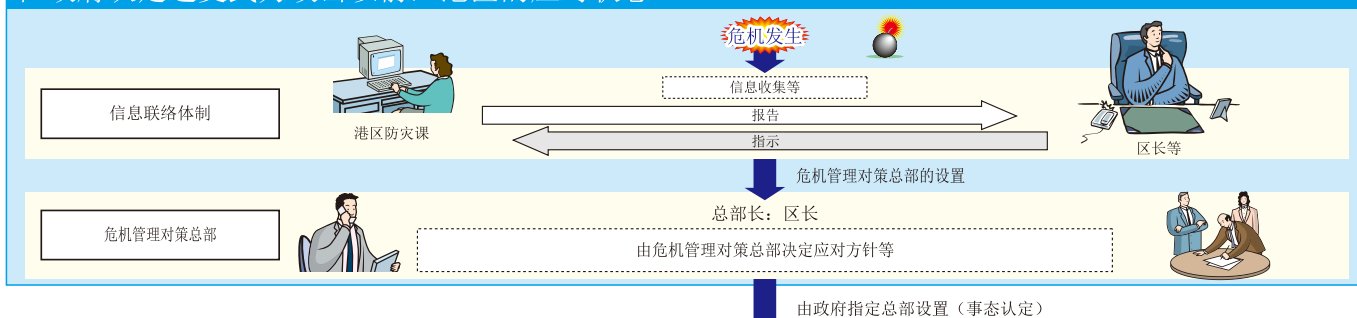 危机发生
信息收集等
信息联络体制
报告
港区防灾课
指示
区长等
危机管理对策总部的设置
总部长：区长
危机管理对策总部
由危机管理对策总部决定应对方针等
由政府指定总部设置（事态认定）